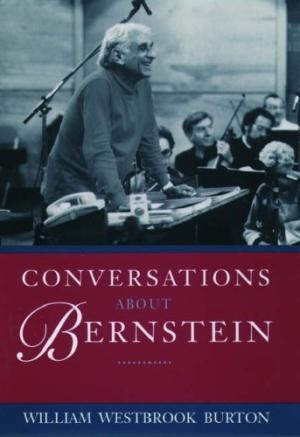 CONVERSATIONS
ABOUT
BERNSTEIN
WILLIAM WESTBROOK BURTON